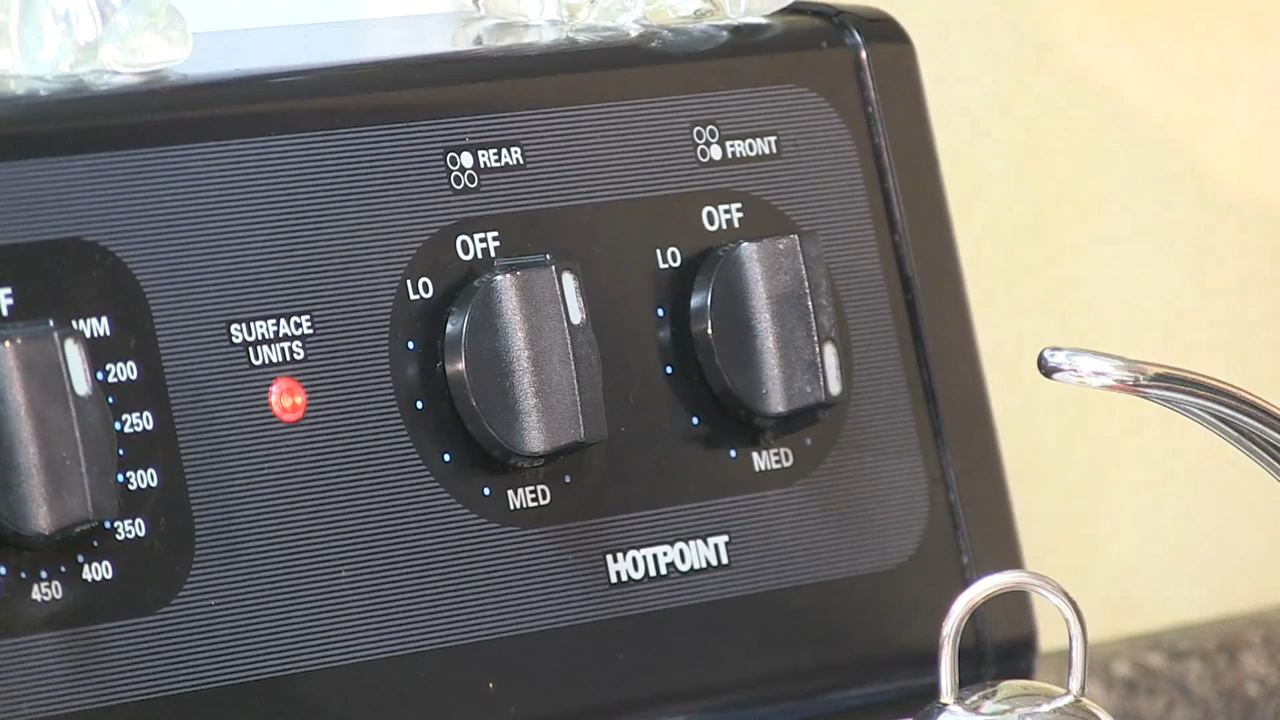 REAR
FRONT
OFF
LO
MED
OFF
LO
MED
SURFACE
UNITS
WM
200
250
300
350
400
450
HOTPOINT